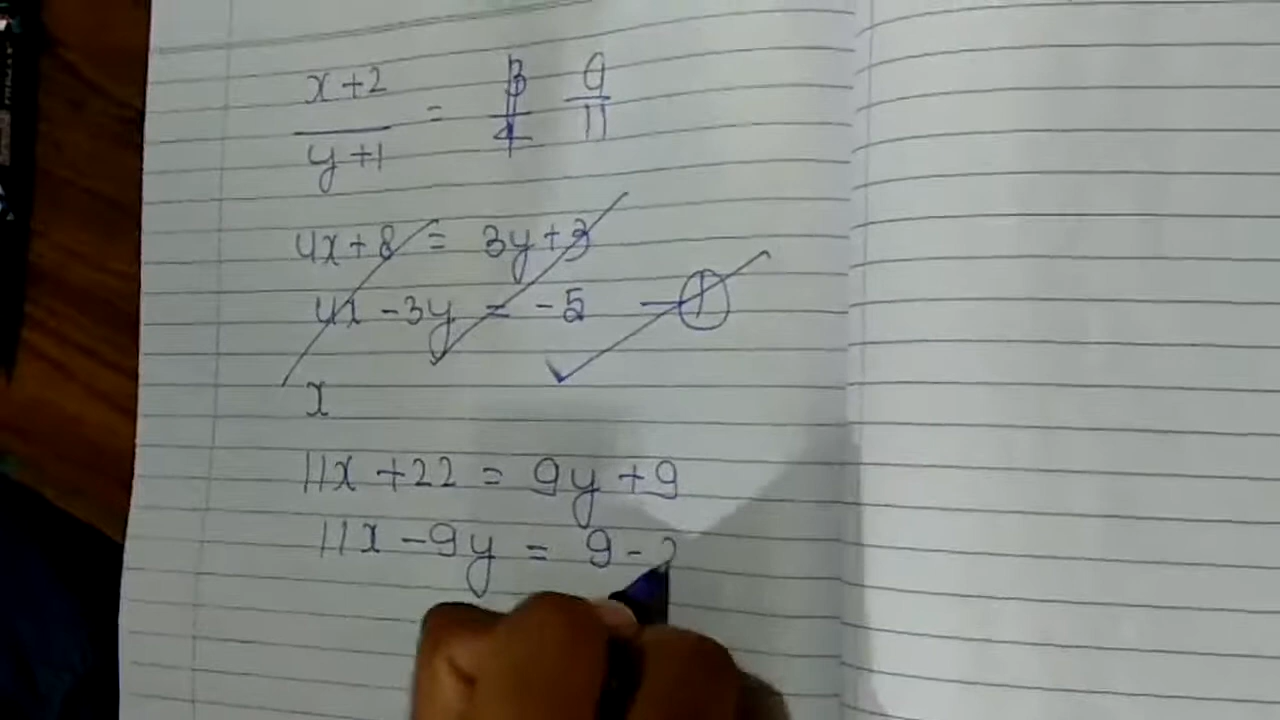 x+2
y+1 = 3/4 9/11
4x+8 = 3y+3
4x-3y = -5 — 1
x
11x+22 = 9y+9
11x-9y = 9-2